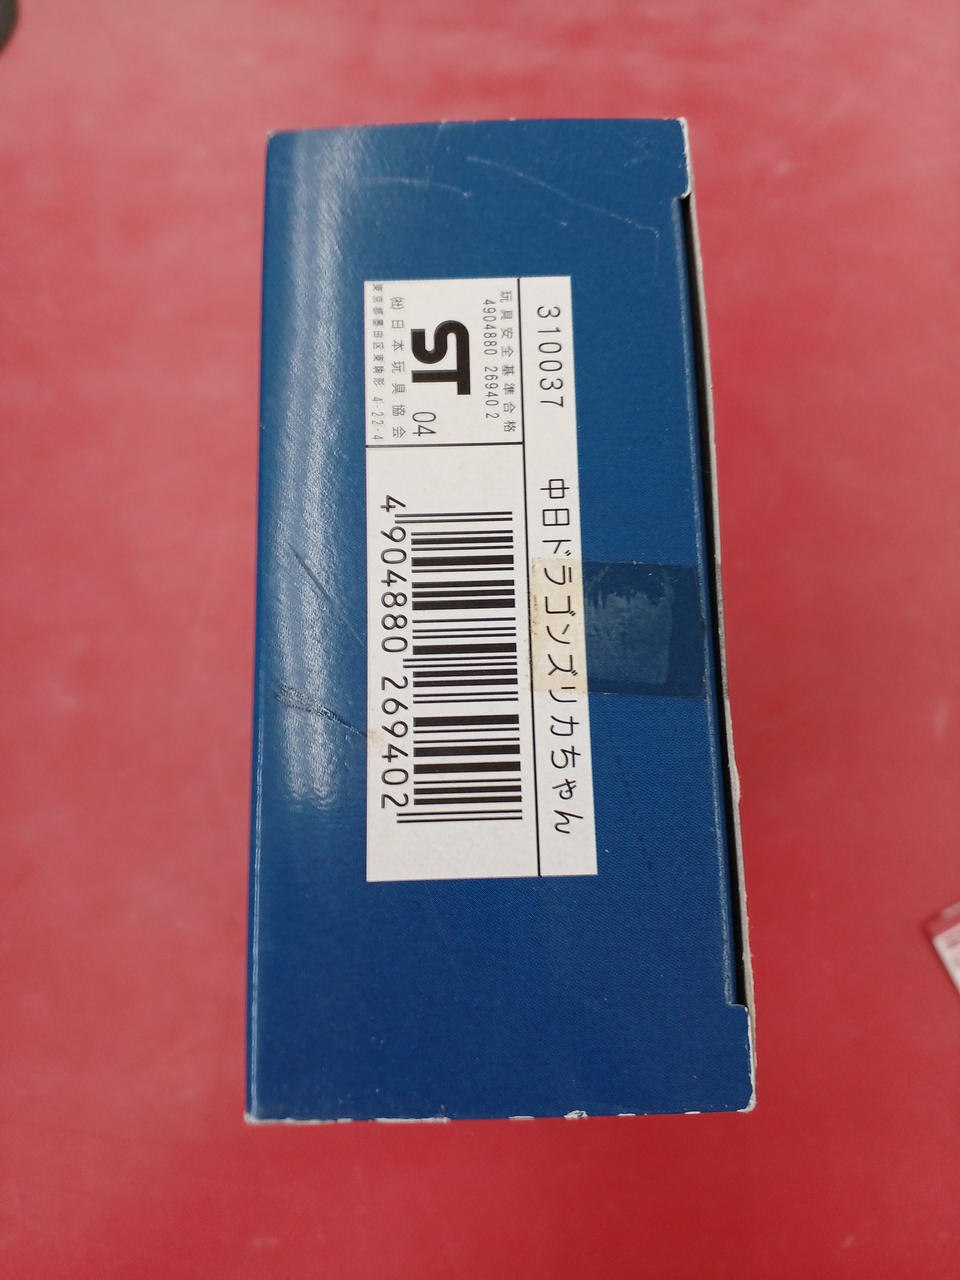 310037 中日ドラゴンズリカちゃん
玩具安全基準合格
4904880 26940 2
ST 04
㈳日本玩具協会
東京都墨田区東駒形 4-22-4
4 904880 269402